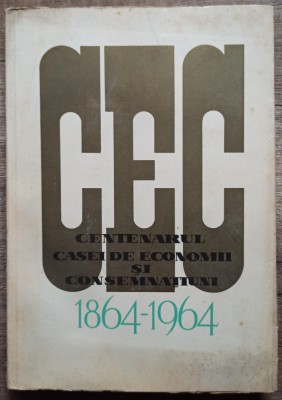 CEC
CENTENARUL
CASEI DE ECONOMII
ȘI
CONSEMNAȚIUNI
1864-1964